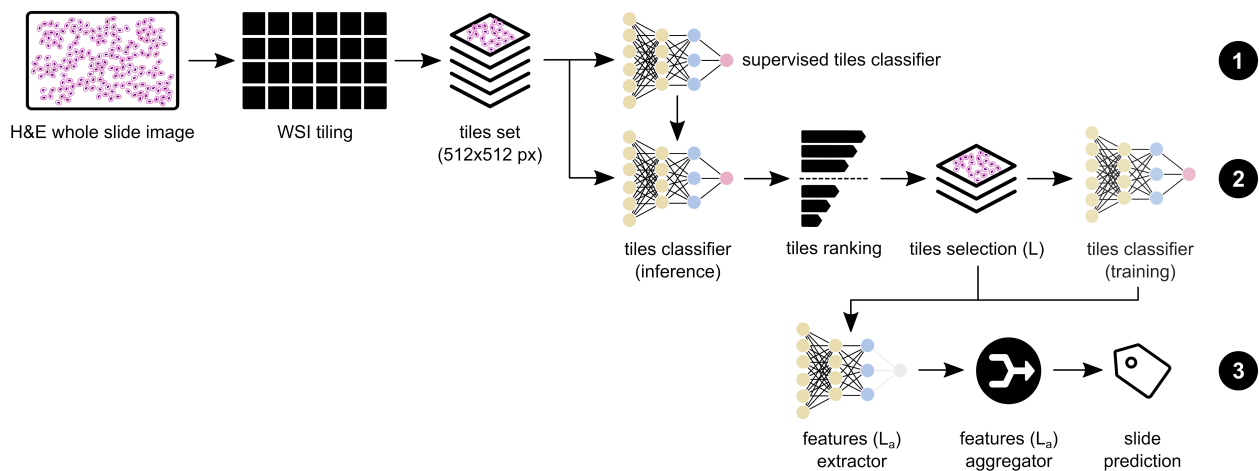 supervised tiles classifier
1
H&E whole slide image
WSI tiling
tiles set
(512x512 px)
2
tiles classifier
(inference)
tiles ranking
tiles selection (L)
tiles classifier
(training)
3
features (Lₐ)
extractor
features (Lₐ)
aggregator
slide
prediction